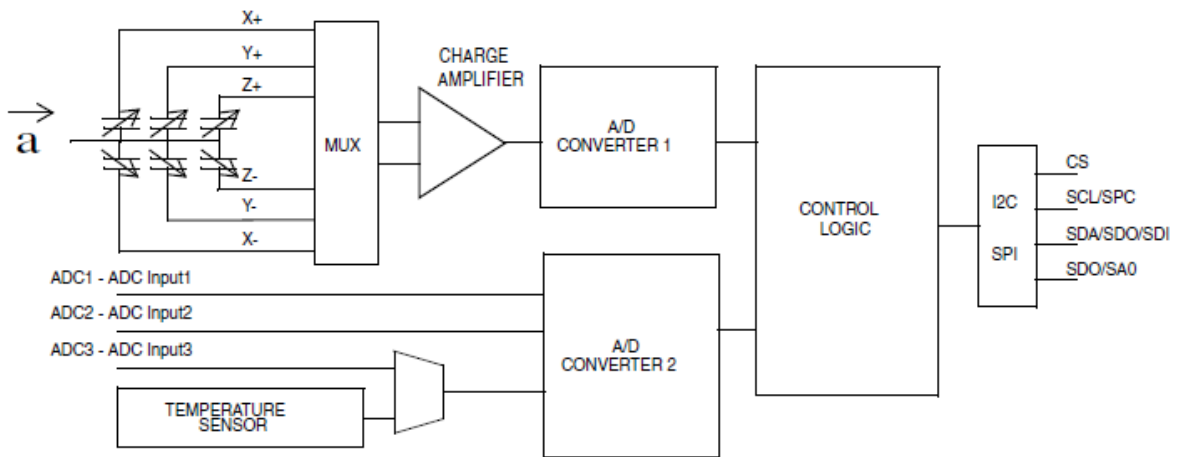 X+
Y+
Z+
a
Z-
Y-
X-
MUX
CHARGE
AMPLIFIER
A/D
CONVERTER 1
CONTROL
LOGIC
I2C
SPI
CS
SCL/SPC
SDA/SDO/SDI
SDO/SA0
ADC1 - ADC Input1
ADC2 - ADC Input2
ADC3 - ADC Input3
A/D
CONVERTER 2
TEMPERATURE
SENSOR